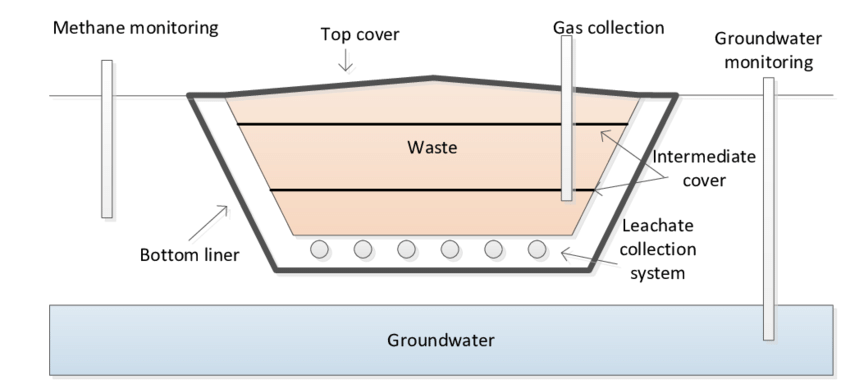 Methane monitoring
Top cover
Gas collection
Groundwater
monitoring
Waste
Intermediate
cover
Bottom liner
Leachate
collection
system
Groundwater